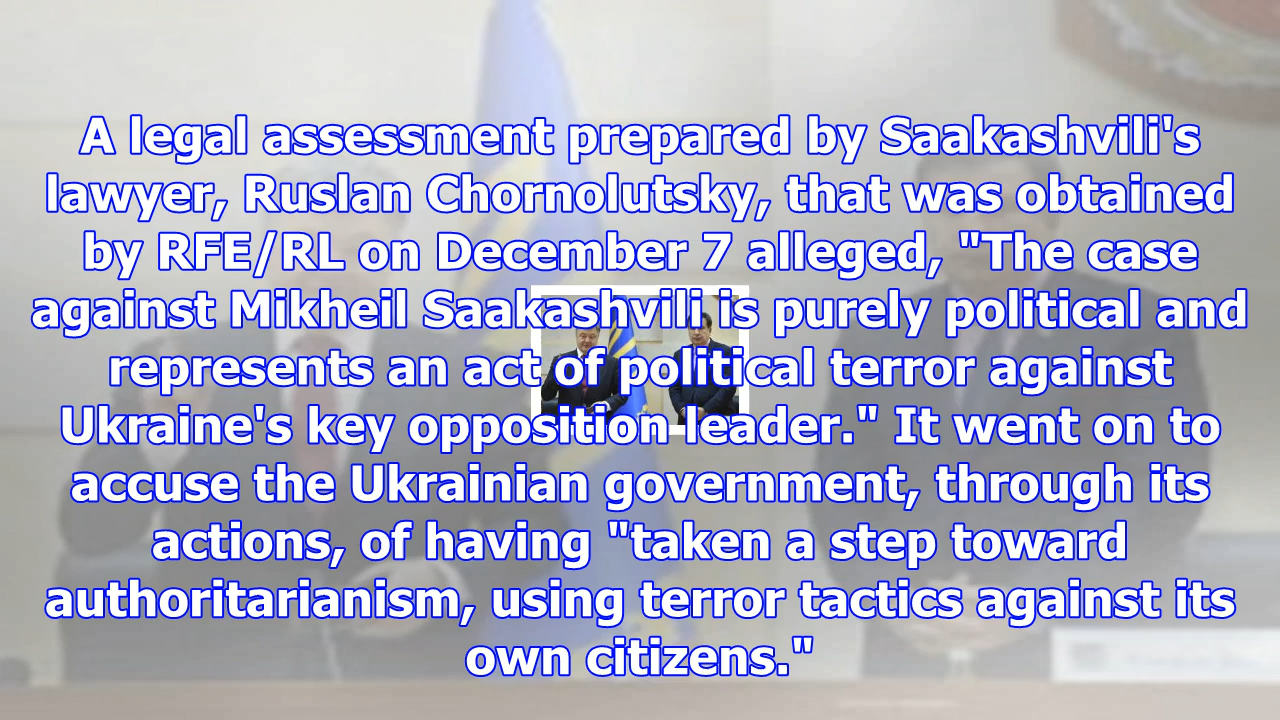 A legal assessment prepared by Saakashvili's
lawyer, Ruslan Chornolutsky, that was obtained
by RFE/RL on December 7 alleged, "The case
against Mikheil Saakashvili is purely political and
represents an act of political terror against
Ukraine's key opposition leader." It went on to
accuse the Ukrainian government, through its
actions, of having "taken a step toward
authoritarianism, using terror tactics against its
own citizens."